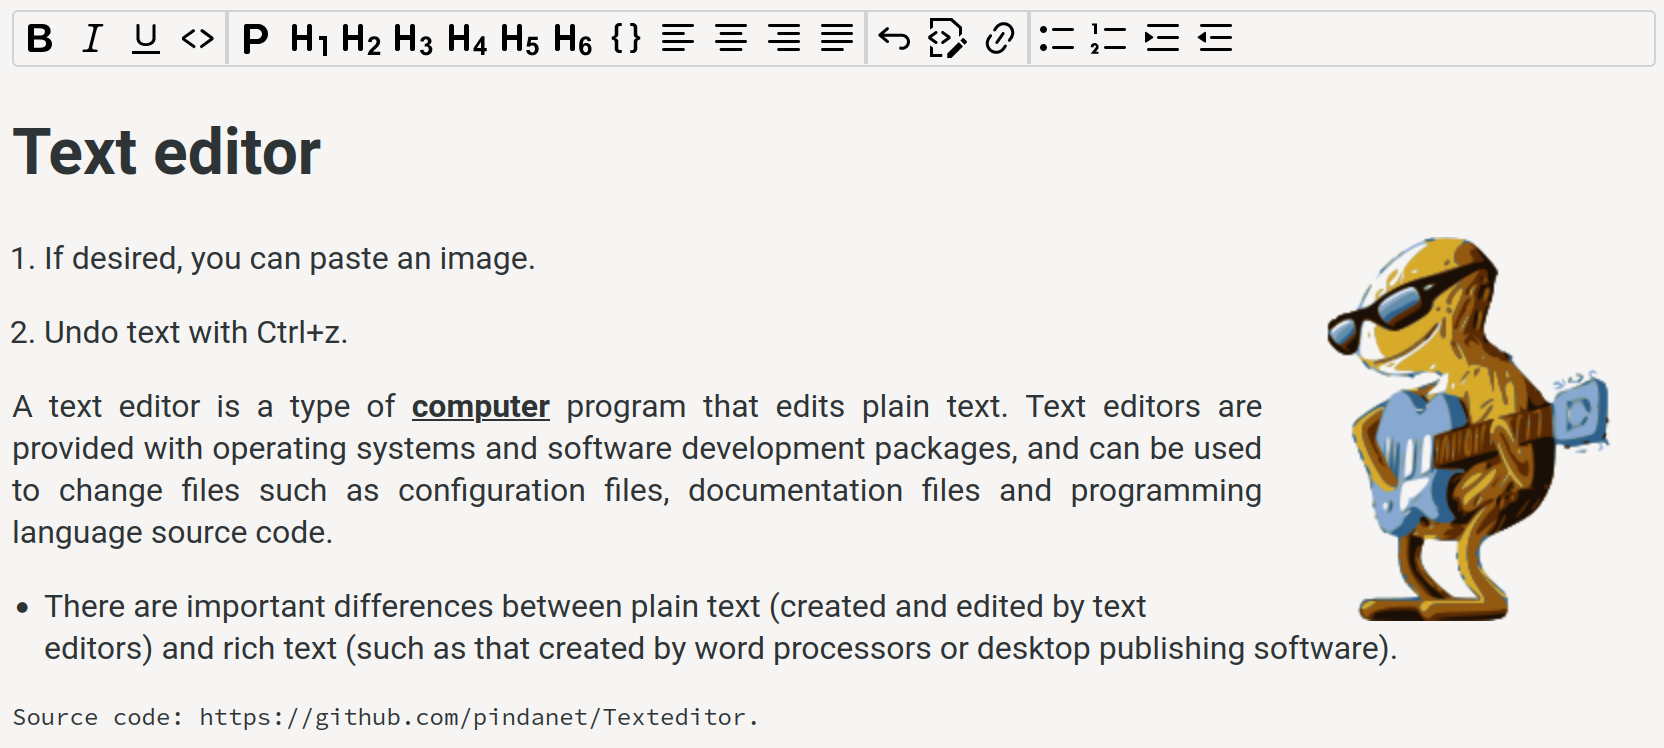 B I U <> P H1 H2 H3 H4 H5 H6 {}
Text editor
1. If desired, you can paste an image.
2. Undo text with Ctrl+z.
A text editor is a type of computer program that edits plain text. Text editors are
provided with operating systems and software development packages, and can be used
to change files such as configuration files, documentation files and programming
language source code.
• There are important differences between plain text (created and edited by text
editors) and rich text (such as that created by word processors or desktop publishing software).
Source code: https://github.com/pindanet/Texteditor.